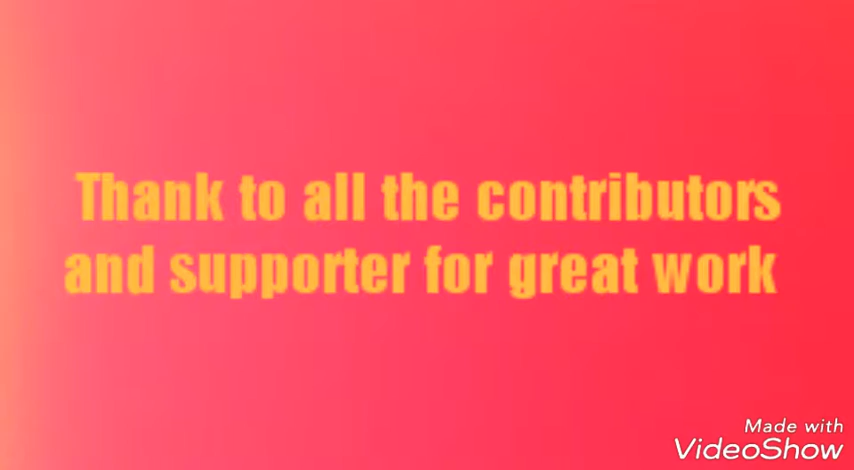 Thank to all the contributors
and supporter for great work
Made with
VideoShow